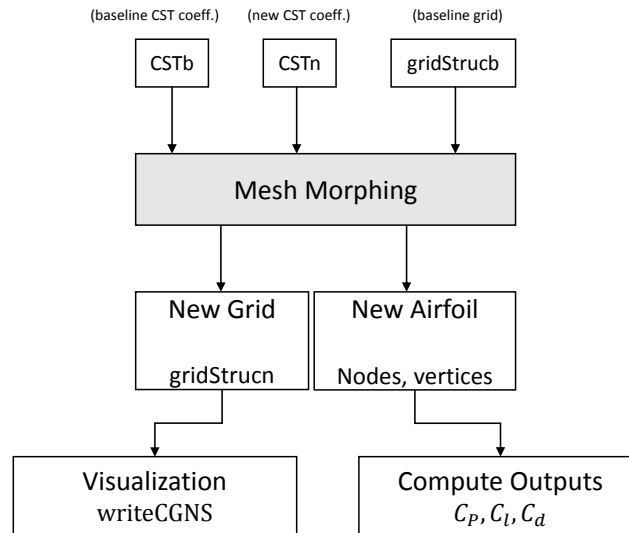 (baseline CST coeff.) (new CST coeff.) (baseline grid)
CSTb CSTn gridStrucb
Mesh Morphing
New Grid New Airfoil
gridStrucn Nodes, vertices
Visualization Compute Outputs
writeCGNS C_P, C_l, C_d